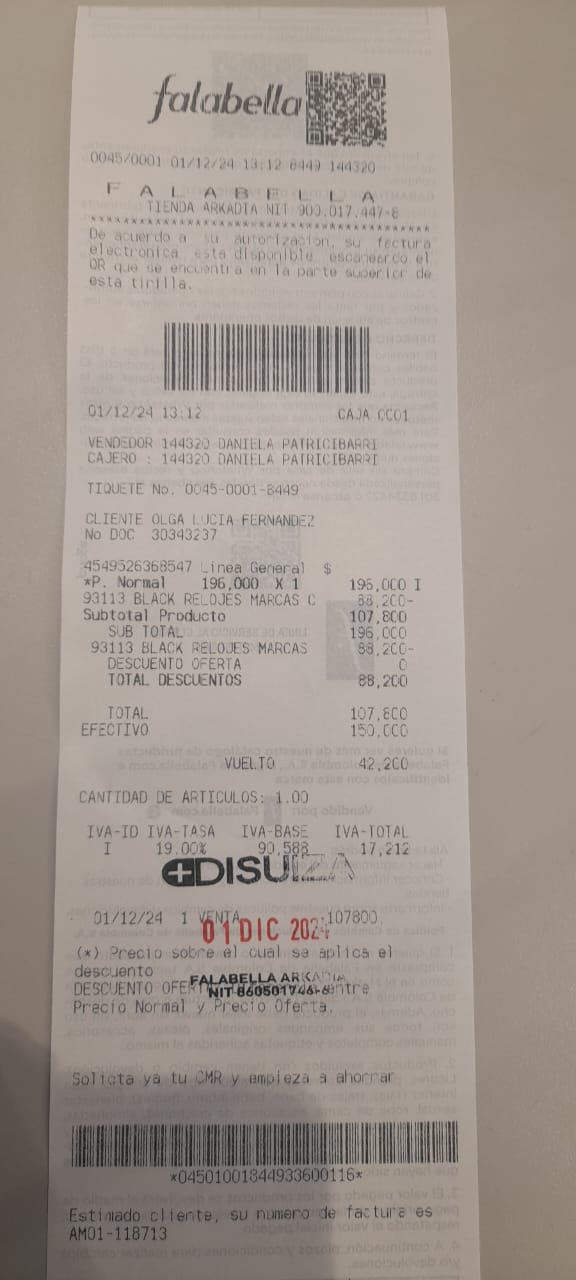 falabella
0045/0001 01/12/24 13:12 8449 144320
F A L A B E L L A
TIENDA ARKADIA NIT 900.017.447-8
****************************************
De acuerdo a su autorizacion, su factura
electronica esta disponible escaneando el
QR que se encuentra en la parte superior de
esta tirilla.
01/12/24 13:12 CAJA CC01
VENDEDOR 144320 DANIELA PATRICIBARRI
CAJERO : 144320 DANIELA PATRICIBARRI
TIQUETE No. 0045-0001-8449
CLIENTE OLGA LUCIA FERNANDEZ
No DOC 30343237
4549526368547 Linea General $
*P. Normal 196,000 X 1 196,000 I
93113 BLACK RELOJES MARCAS C 88,200-
Subtotal Producto 107,800
SUB TOTAL 196,000
93113 BLACK RELOJES MARCAS 88,200-
DESCUENTO OFERTA 0
TOTAL DESCUENTOS 88,200
TOTAL 107,800
EFECTIVO 150,000
VUELTO 42,200
CANTIDAD DE ARTICULOS: 1.00
IVA-ID IVA-TASA IVA-BASE IVA-TOTAL
I 19.00% 90,588 17,212
DISUIZA
01/12/24 1 VENTA 107800
01 DIC 2024
(*) Precio sobre el cual se aplica el
descuento
FALABELLA ARKADIA
DESCUENTO entre
NIT 860501746-6
Precio Normal y Precio Oferta.
Solicta ya tu CMR y empieza a ahorrar
*04501001844933600116*
Estimado cliente, su numero de factura es
AM01-118713